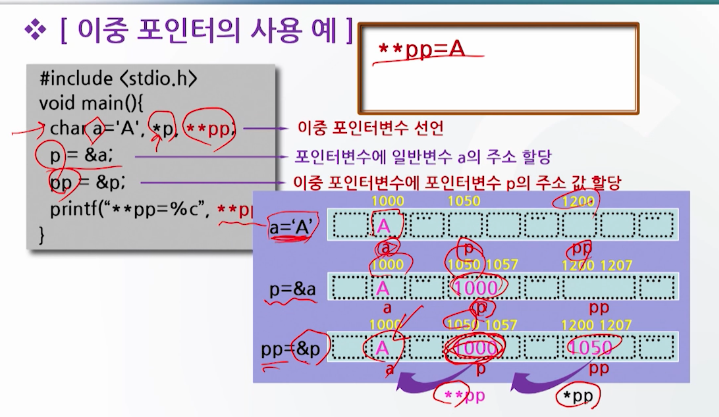 ❖ [ 이중 포인터의 사용 예 ]
**pp=A
#include <stdio.h>
void main(){
char a='A', *p, **pp;
이중 포인터변수 선언
p = &a;
포인터변수에 일반변수 a의 주소 할당
pp = &p;
이중 포인터변수에 포인터변수 p의 주소 값 할당
printf("**pp=%c", **pp
}
1000 1050 1200
a='A' A ... ... ...
a p pp
1000 1050 1057 1200 1207
p=&a A ... 1000 ... ...
a p pp
1000 1050 1057 1200 1207
pp=&p A ... 1000 ... 1050 ...
a p pp
**pp *pp